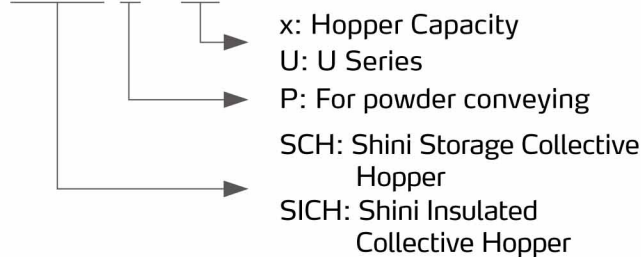 x: Hopper Capacity
U: U Series
P: For powder conveying
SCH: Shini Storage Collective
Hopper
SICH: Shini Insulated
Collective Hopper